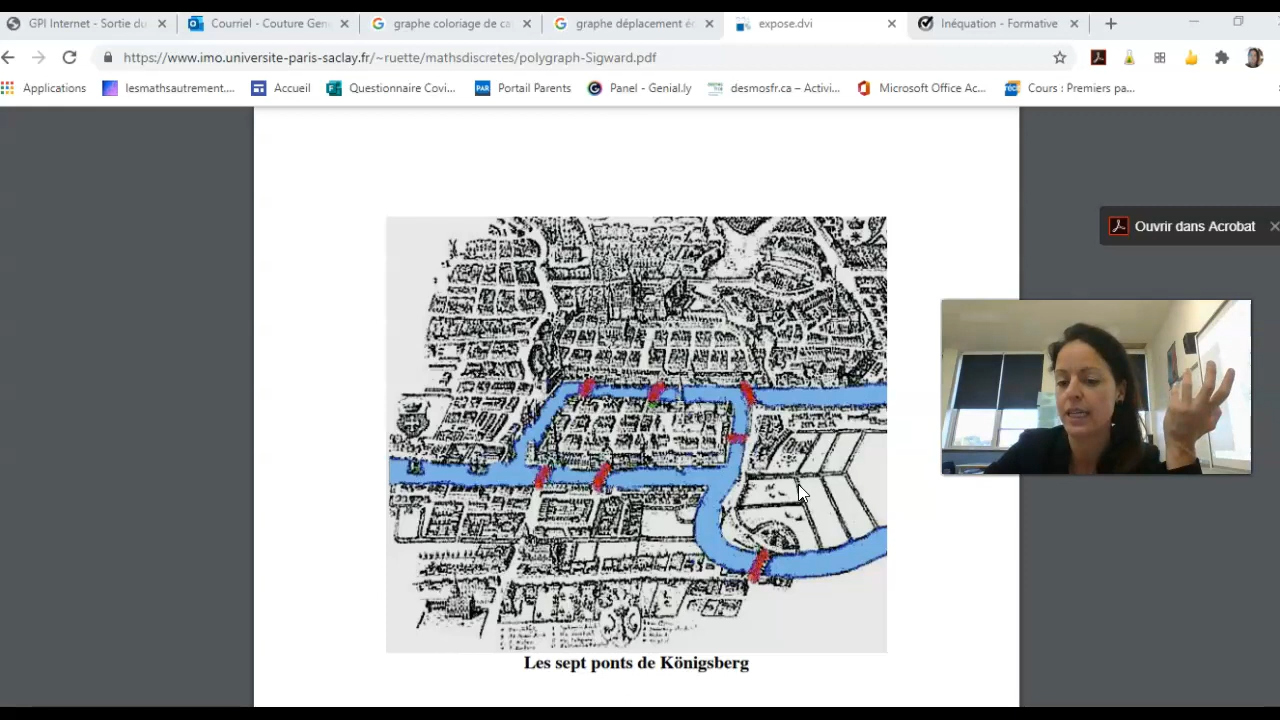 GPI Internet - Sortie du
Courriel - Couture Gen
graphe coloriage de ca
graphe déplacement éc
expose.dvi
Inéquation - Formative
https://www.imo.universite-paris-saclay.fr/~ruette/mathsdiscretes/polygraph-Sigward.pdf
Applications
lesmathsautrement....
Accueil
Questionnaire Covi...
PAR
Portail Parents
Panel - Genial.ly
desmosfr.ca – Activi...
Microsoft Office Ac...
Cours : Premiers pa...
Ouvrir dans Acrobat
Les sept ponts de Königsberg